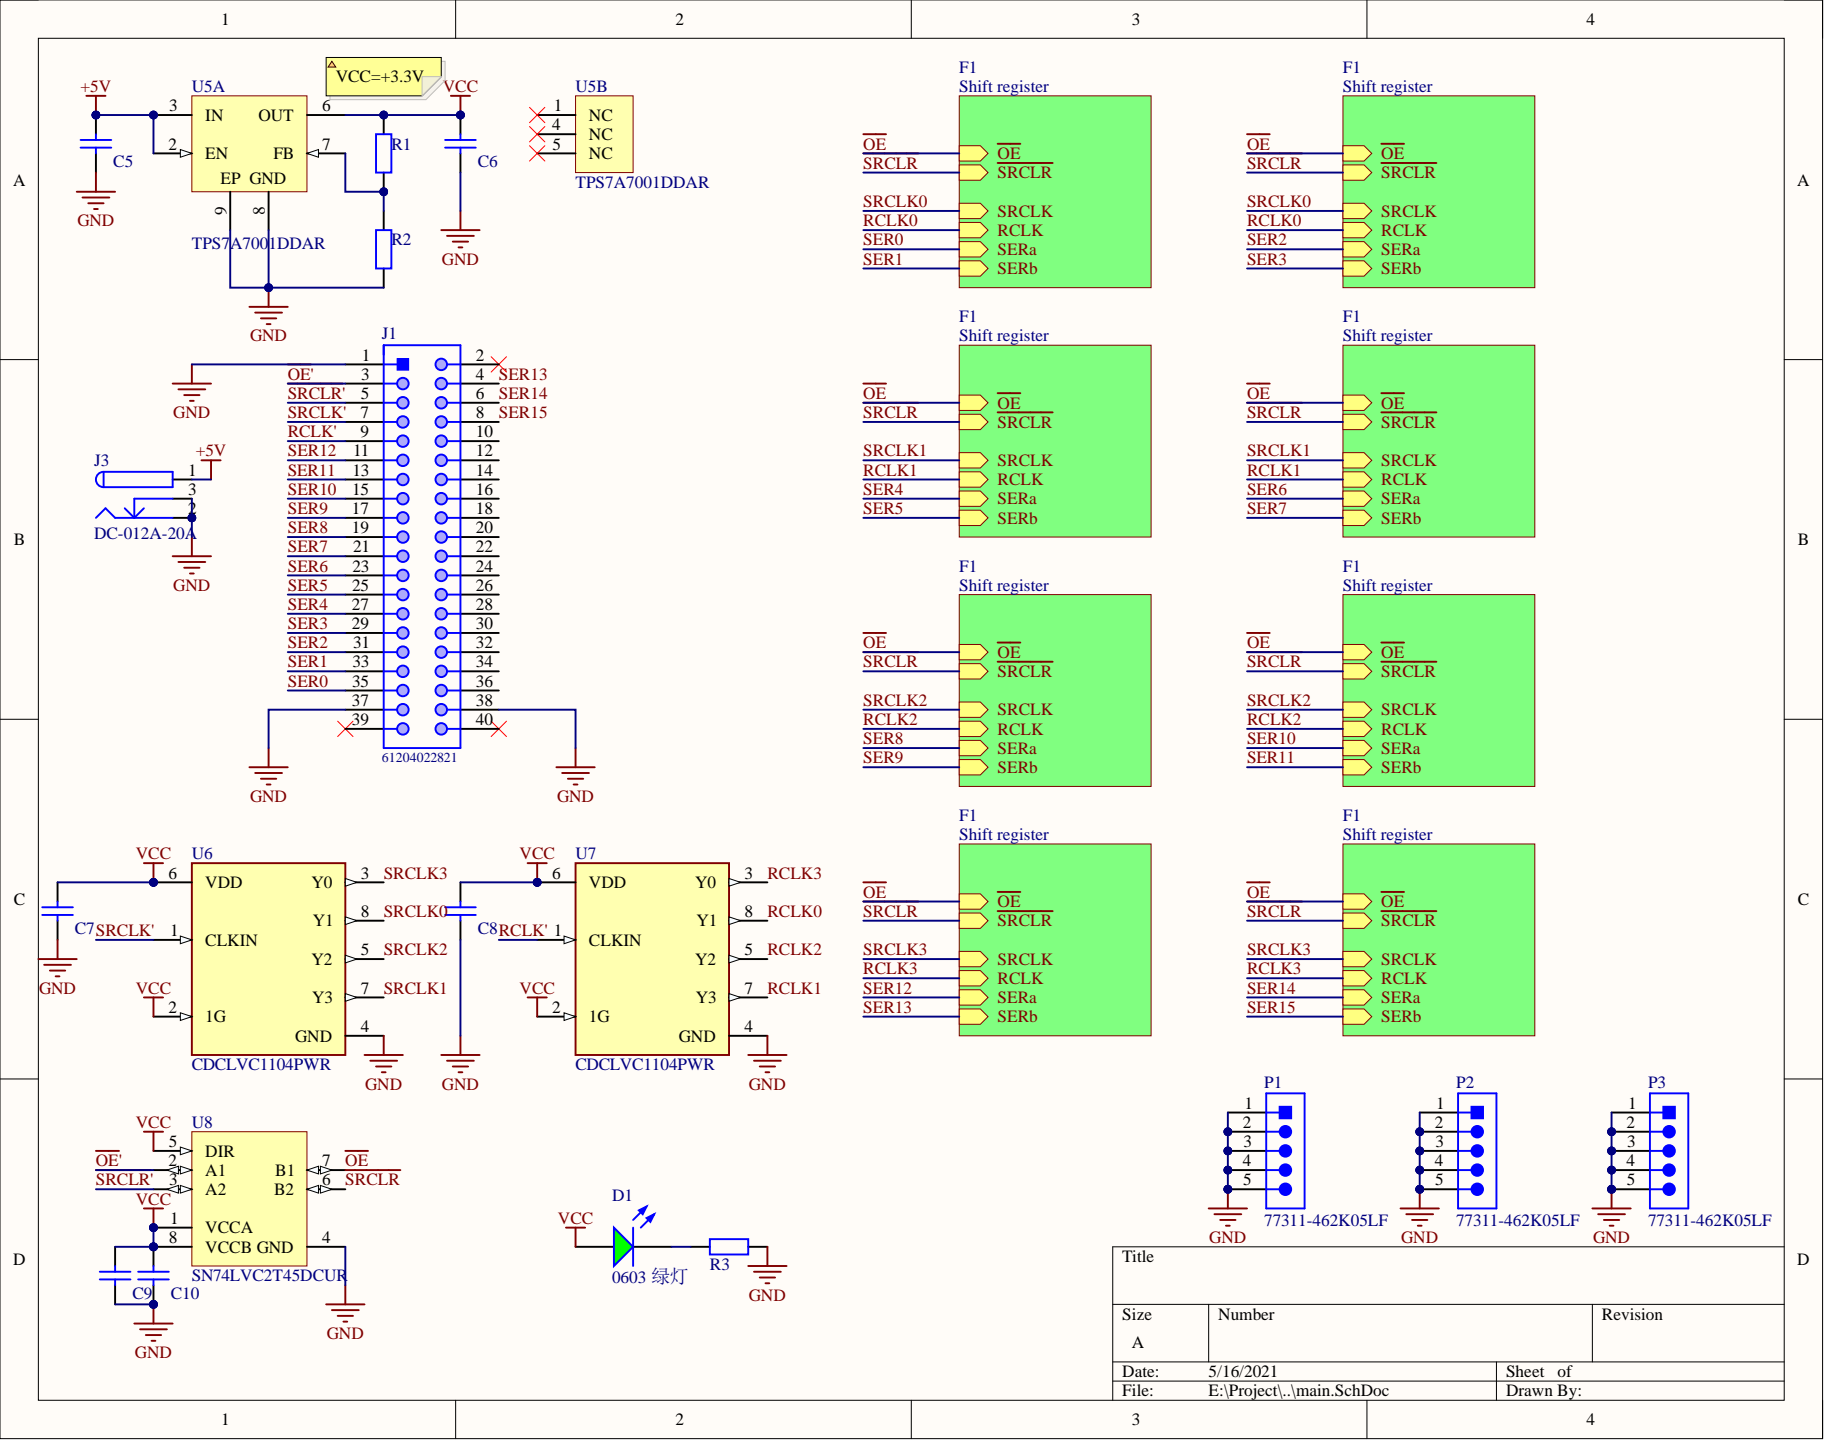 1 2 3 4
A B C D
A B C D
1 2 3 4
+5V
U5A
VCC=+3.3V
VCC
3 IN OUT 6
2 EN FB 7
EP GND
9 8
TPS7A7001DDAR
C5
GND
R1
R2
C6
GND
GND
U5B
1 NC
4 NC
5 NC
TPS7A7001DDAR
J1
1 2
OE' 3 4 SER13
SRCLR' 5 6 SER14
SRCLK' 7 8 SER15
RCLK' 9 10
SER12 11 12
SER11 13 14
SER10 15 16
SER9 17 18
SER8 19 20
SER7 21 22
SER6 23 24
SER5 25 26
SER4 27 28
SER3 29 30
SER2 31 32
SER1 33 34
SER0 35 36
37 38
39 40
61204022821
GND
GND
GND
J3
+5V
1
3
2
DC-012A-20A
GND
VCC
U6
6 VDD Y0 3 SRCLK3
Y1 8 SRCLK0
C7 SRCLK' 1 CLKIN
Y2 5 SRCLK2
GND
VCC
Y3 7 SRCLK1
2 1G
GND 4
CDCLVC1104PWR
GND
VCC
U7
6 VDD Y0 3 RCLK3
Y1 8 RCLK0
C8 RCLK' 1 CLKIN
Y2 5 RCLK2
VCC
Y3 7 RCLK1
2 1G
GND 4
CDCLVC1104PWR
GND
GND
VCC
U8
5 DIR
OE' 2 A1 B1 7 OE
SRCLR' 3 A2 B2 6 SRCLR
VCC
1 VCCA
8 VCCB GND 4
SN74LVC2T45DCUR
C9 C10
GND
GND
D1
VCC
0603 绿灯
R3
GND
F1
Shift register
OE OE
SRCLR SRCLR
SRCLK0 SRCLK
RCLK0 RCLK
SER0 SERa
SER1 SERb
F1
Shift register
OE OE
SRCLR SRCLR
SRCLK0 SRCLK
RCLK0 RCLK
SER2 SERa
SER3 SERb
F1
Shift register
OE OE
SRCLR SRCLR
SRCLK1 SRCLK
RCLK1 RCLK
SER4 SERa
SER5 SERb
F1
Shift register
OE OE
SRCLR SRCLR
SRCLK1 SRCLK
RCLK1 RCLK
SER6 SERa
SER7 SERb
F1
Shift register
OE OE
SRCLR SRCLR
SRCLK2 SRCLK
RCLK2 RCLK
SER8 SERa
SER9 SERb
F1
Shift register
OE OE
SRCLR SRCLR
SRCLK2 SRCLK
RCLK2 RCLK
SER10 SERa
SER11 SERb
F1
Shift register
OE OE
SRCLR SRCLR
SRCLK3 SRCLK
RCLK3 RCLK
SER12 SERa
SER13 SERb
F1
Shift register
OE OE
SRCLR SRCLR
SRCLK3 SRCLK
RCLK3 RCLK
SER14 SERa
SER15 SERb
P1
1
2
3
4
5
77311-462K05LF
GND
P2
1
2
3
4
5
77311-462K05LF
GND
P3
1
2
3
4
5
77311-462K05LF
GND
Title
Size Number Revision
A
Date: 5/16/2021 Sheet of
File: E:\Project\..\main.SchDoc Drawn By: